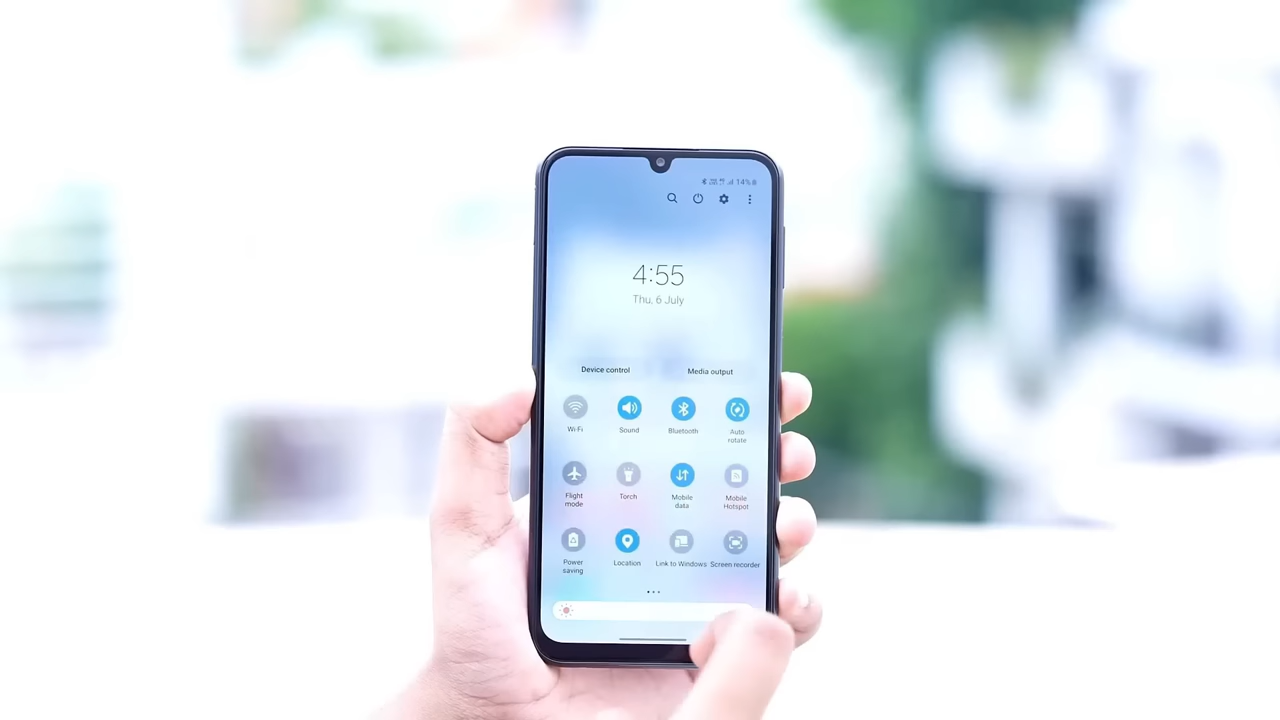 14%
4:55
Thu, 6 July
Device control Media output
Wi-Fi Sound Bluetooth Auto rotate
Flight mode Torch Mobile data Mobile Hotspot
Power saving Location Link to Windows Screen recorder